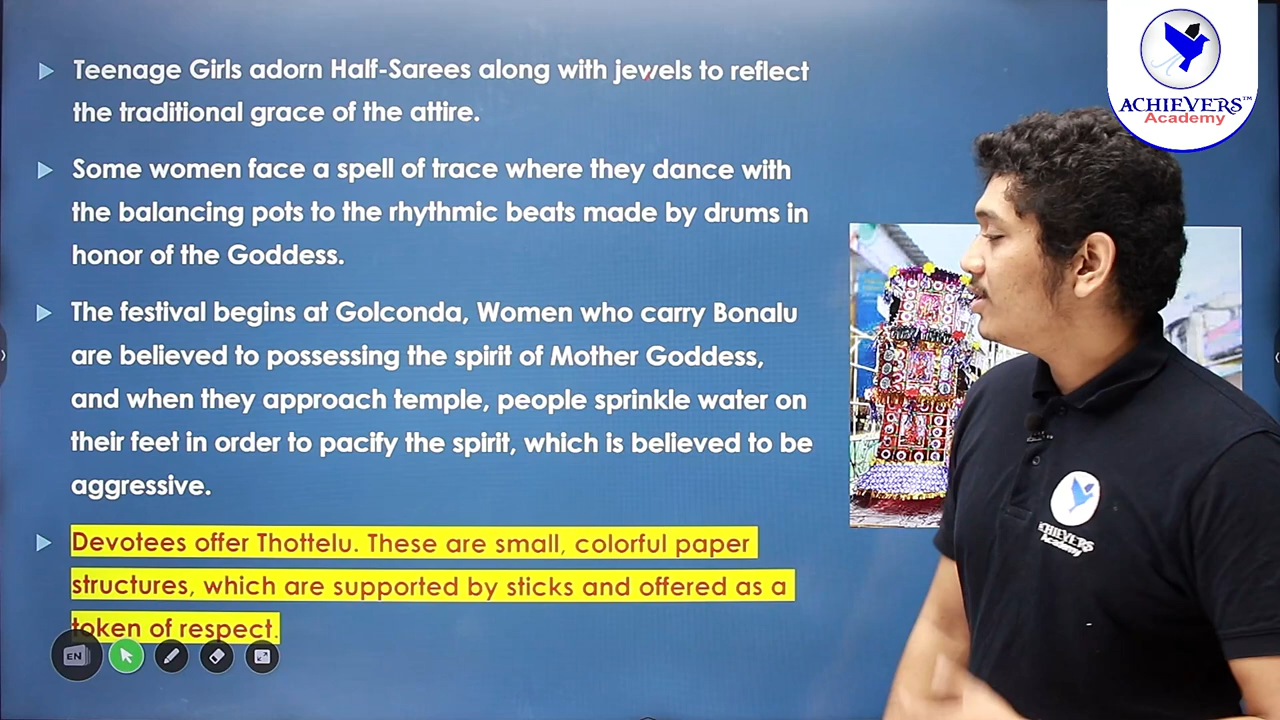 Teenage Girls adorn Half-Sarees along with jewels to reflect
the traditional grace of the attire.
Some women face a spell of trace where they dance with
the balancing pots to the rhythmic beats made by drums in
honor of the Goddess.
The festival begins at Golconda, Women who carry Bonalu
are believed to possessing the spirit of Mother Goddess,
and when they approach temple, people sprinkle water on
their feet in order to pacify the spirit, which is believed to be
aggressive.
Devotees offer Thottelu. These are small, colorful paper
structures, which are supported by sticks and offered as a
token of respect.
EN
ACHIEVERS™
Academy
ACHIEVERS
Academy